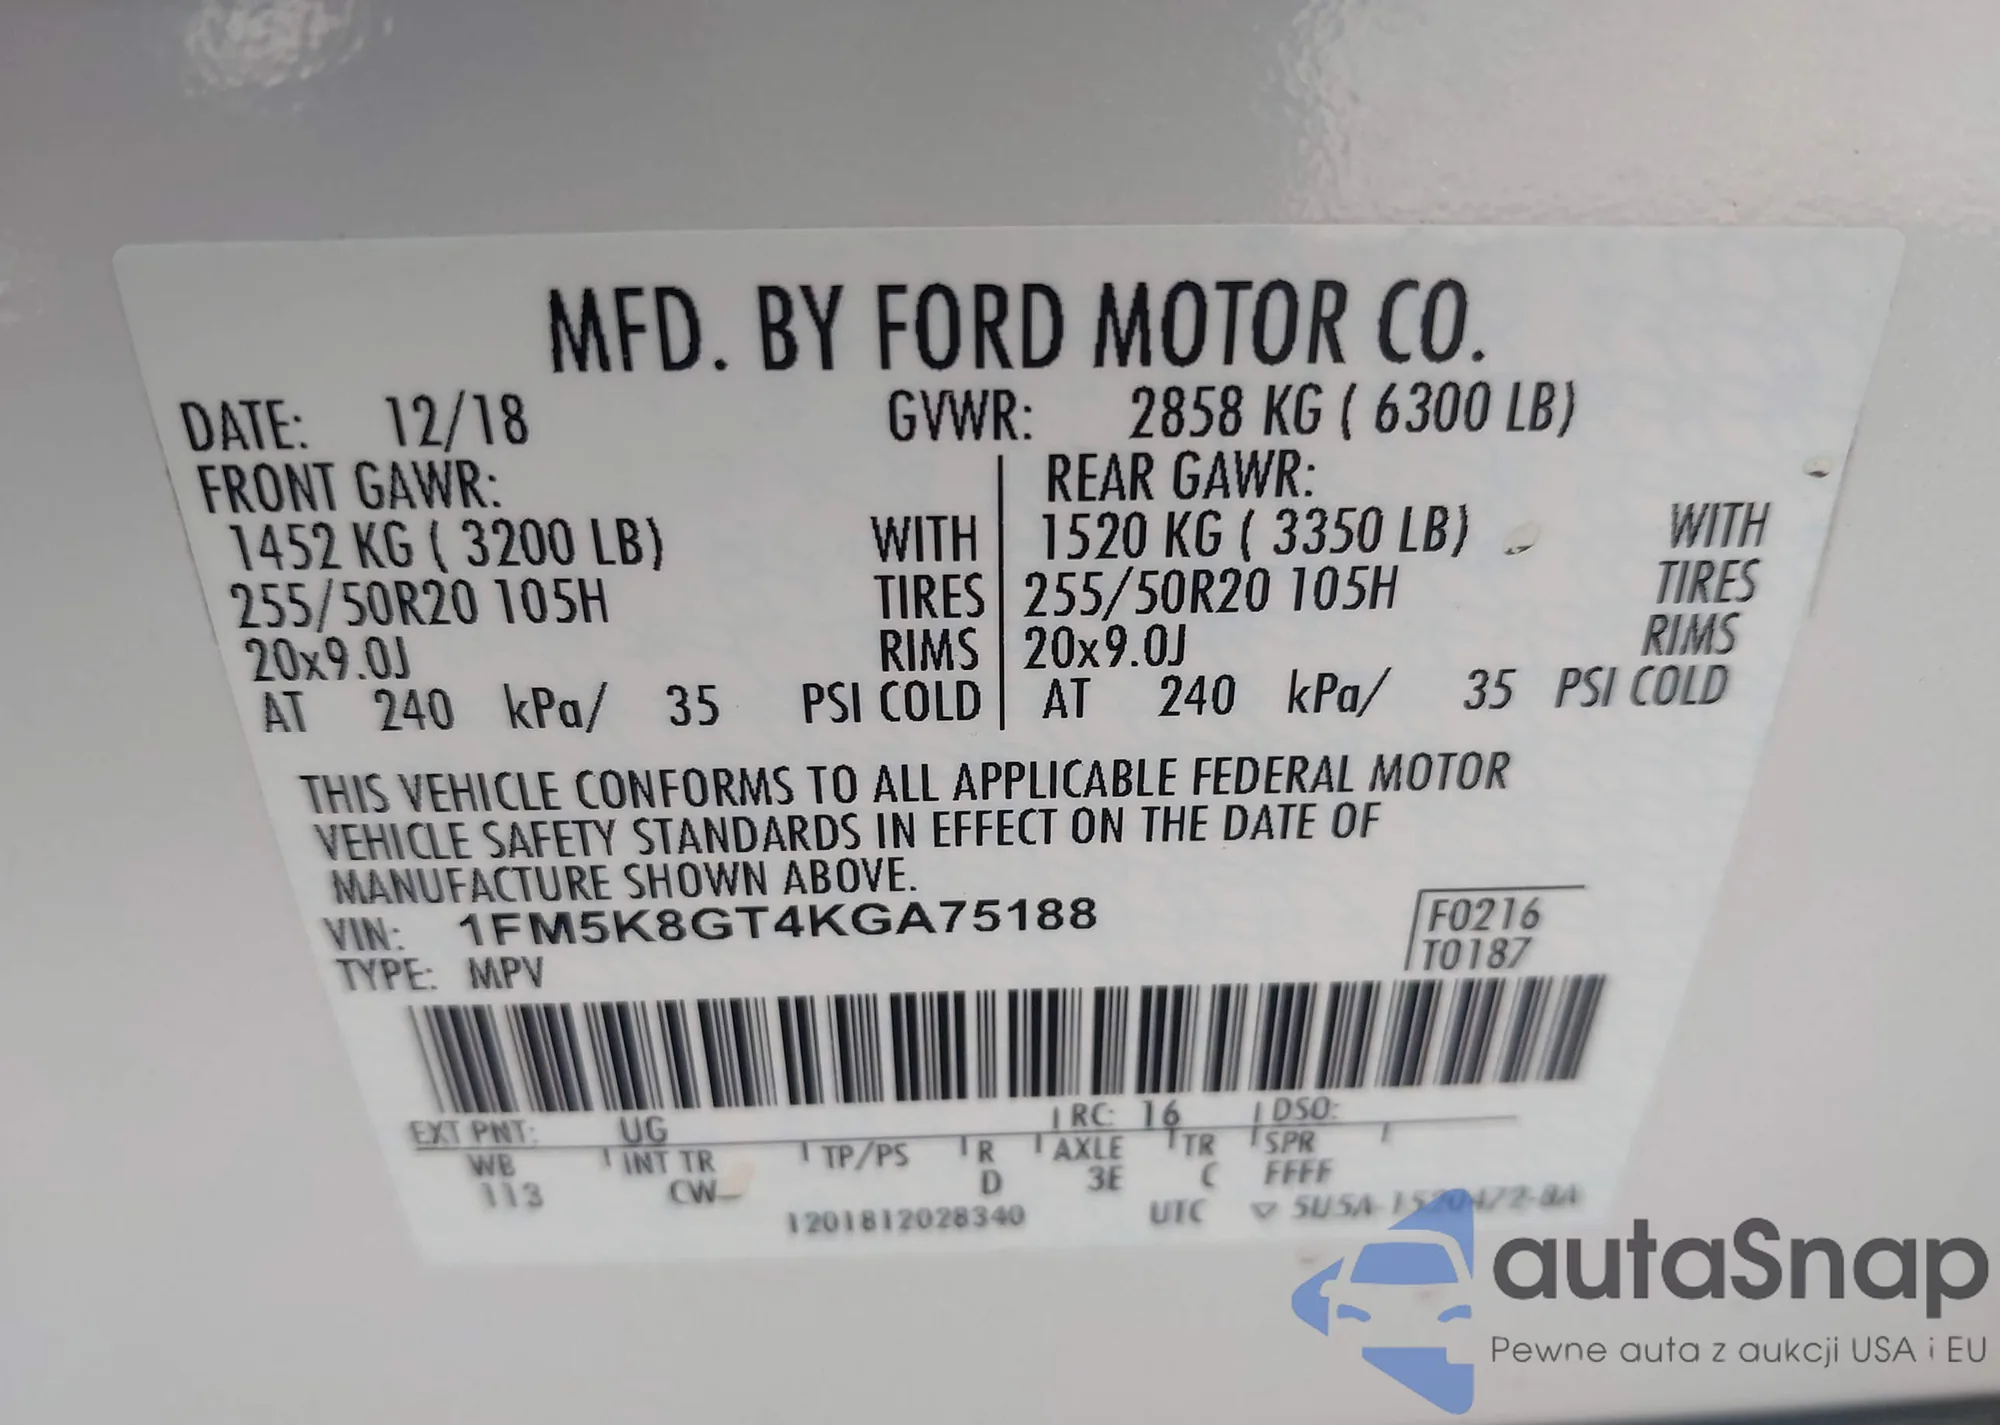 MFD. BY FORD MOTOR CO.
DATE: 12/18 GVWR: 2858 KG ( 6300 LB)
FRONT GAWR: REAR GAWR:
1452 KG ( 3200 LB) WITH 1520 KG ( 3350 LB) WITH
255/50R20 105H TIRES 255/50R20 105H TIRES
20x9.0J RIMS 20x9.0J RIMS
AT 240 kPa/ 35 PSI COLD AT 240 kPa/ 35 PSI COLD
THIS VEHICLE CONFORMS TO ALL APPLICABLE FEDERAL MOTOR
VEHICLE SAFETY STANDARDS IN EFFECT ON THE DATE OF
MANUFACTURE SHOWN ABOVE.
VIN: 1FM5K8GT4KGA75188 F0216
TYPE: MPV T0187
EXT PNT: UG RC: 16 DSO:
WB INT TR TP/PS R AXLE TR SPR
113 CW D 3E C FFFF
1201812028340 UTC ▽ 5U5A-1520472-8A
autaSnap
Pewne auta z aukcji USA i EU